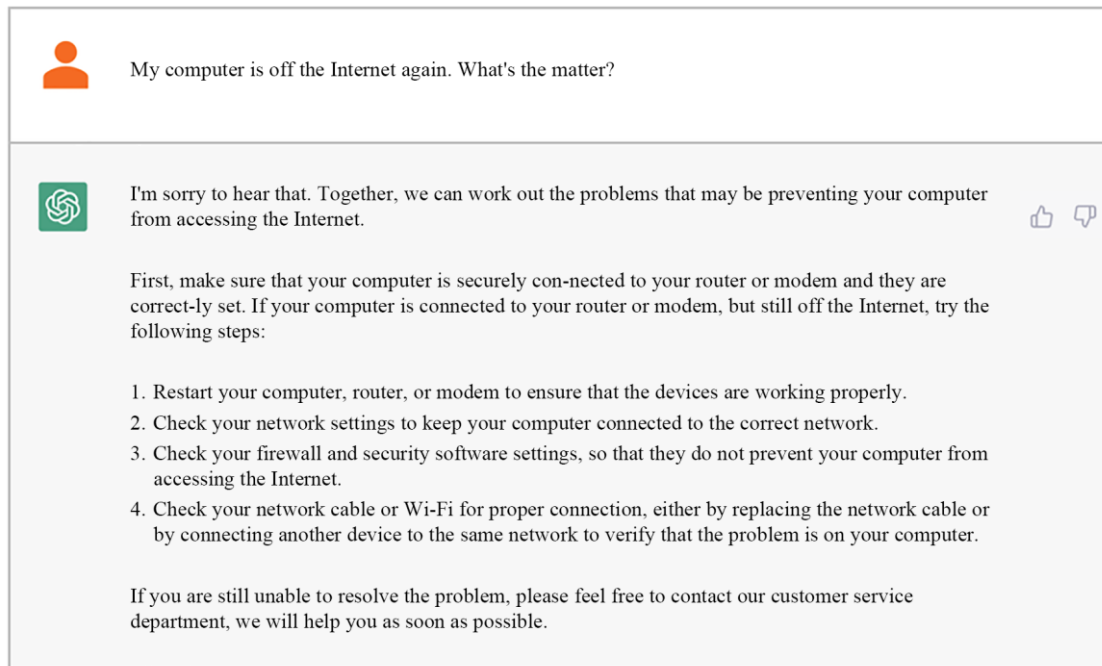 My computer is off the Internet again. What's the matter?
I'm sorry to hear that. Together, we can work out the problems that may be preventing your computer
from accessing the Internet.
First, make sure that your computer is securely con-nected to your router or modem and they are
correct-ly set. If your computer is connected to your router or modem, but still off the Internet, try the
following steps:
1. Restart your computer, router, or modem to ensure that the devices are working properly.
2. Check your network settings to keep your computer connected to the correct network.
3. Check your firewall and security software settings, so that they do not prevent your computer from
accessing the Internet.
4. Check your network cable or Wi-Fi for proper connection, either by replacing the network cable or
by connecting another device to the same network to verify that the problem is on your computer.
If you are still unable to resolve the problem, please feel free to contact our customer service
department, we will help you as soon as possible.